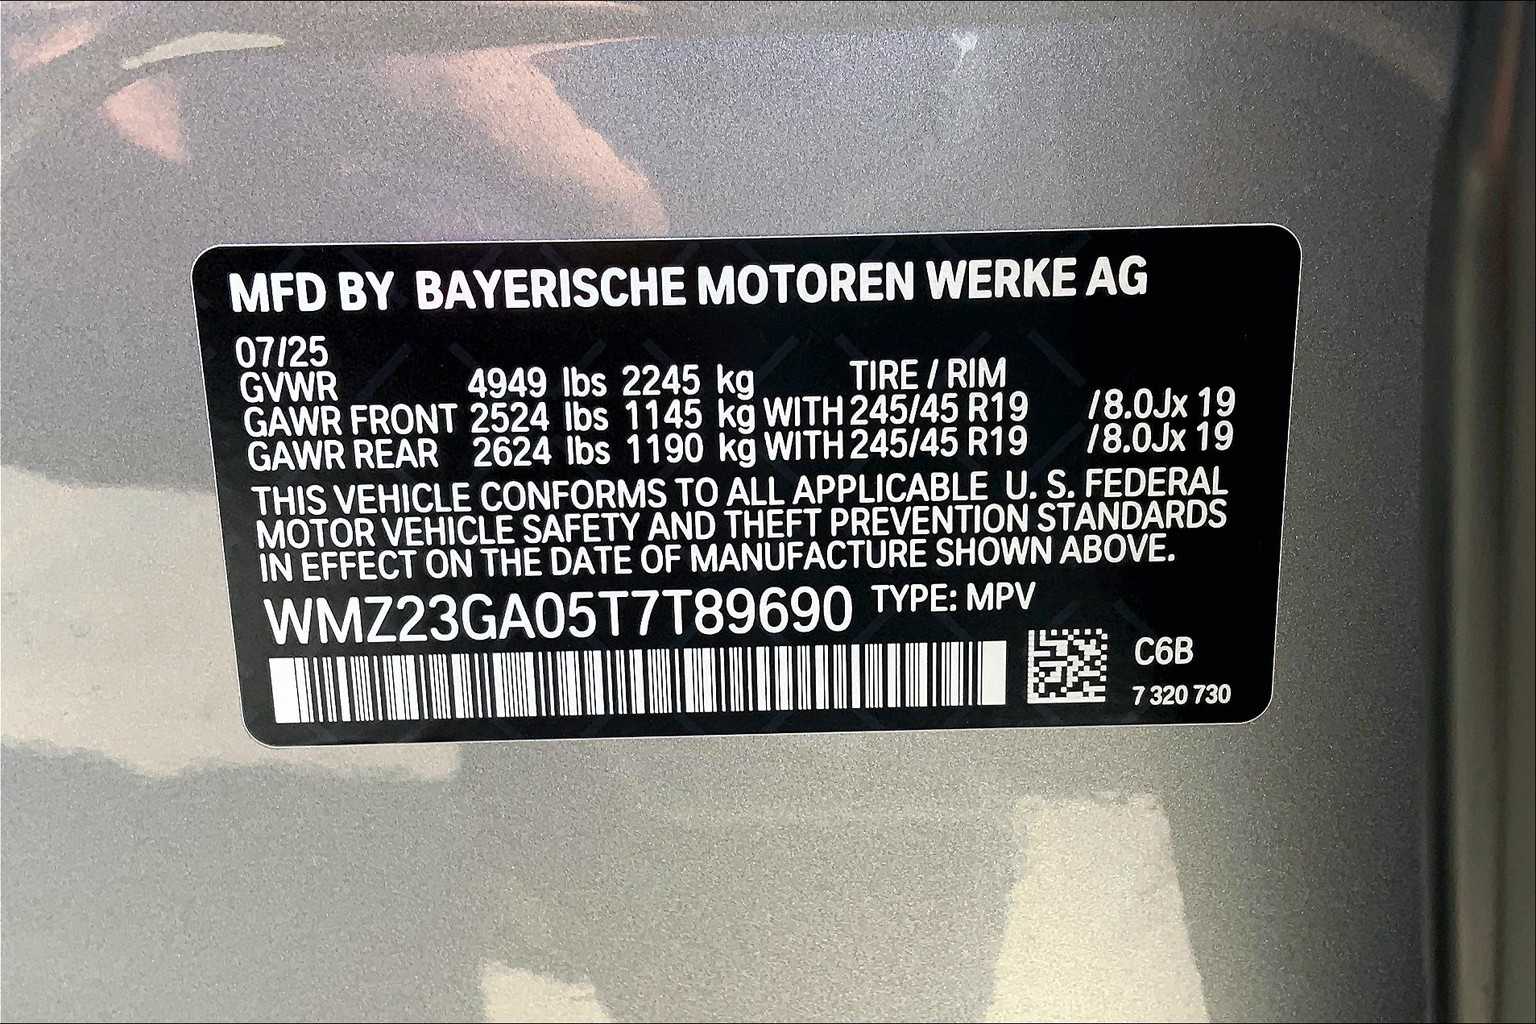 MFD BY BAYERISCHE MOTOREN WERKE AG
07/25
GVWR 4949 lbs 2245 kg TIRE / RIM
GAWR FRONT 2524 lbs 1145 kg WITH 245/45 R19 /8.0Jx 19
GAWR REAR 2624 lbs 1190 kg WITH 245/45 R19 /8.0Jx 19
THIS VEHICLE CONFORMS TO ALL APPLICABLE U. S. FEDERAL
MOTOR VEHICLE SAFETY AND THEFT PREVENTION STANDARDS
IN EFFECT ON THE DATE OF MANUFACTURE SHOWN ABOVE.
WMZ23GA05T7T89690 TYPE: MPV
C6B
7 320 730